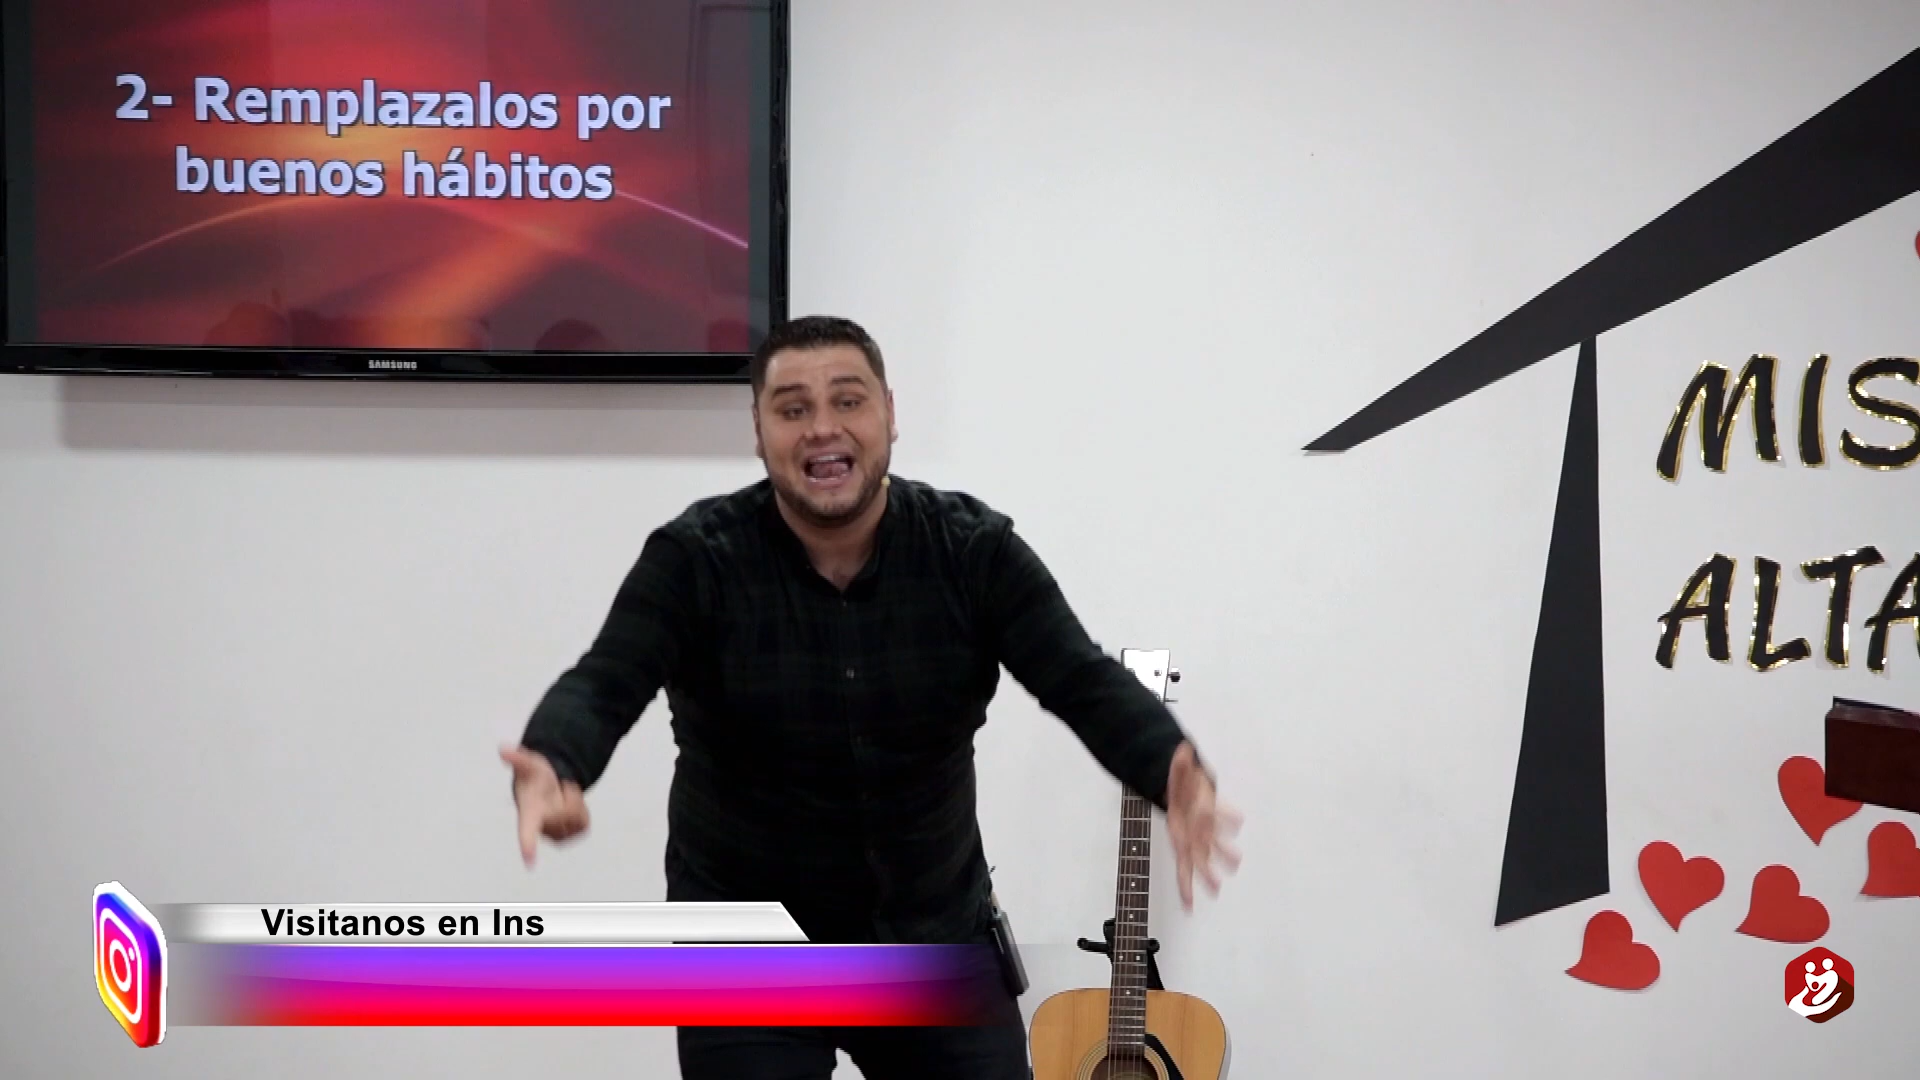 2- Remplazalos por
buenos hábitos
SAMSUNG
MIS
ALTA
Visitanos en Ins